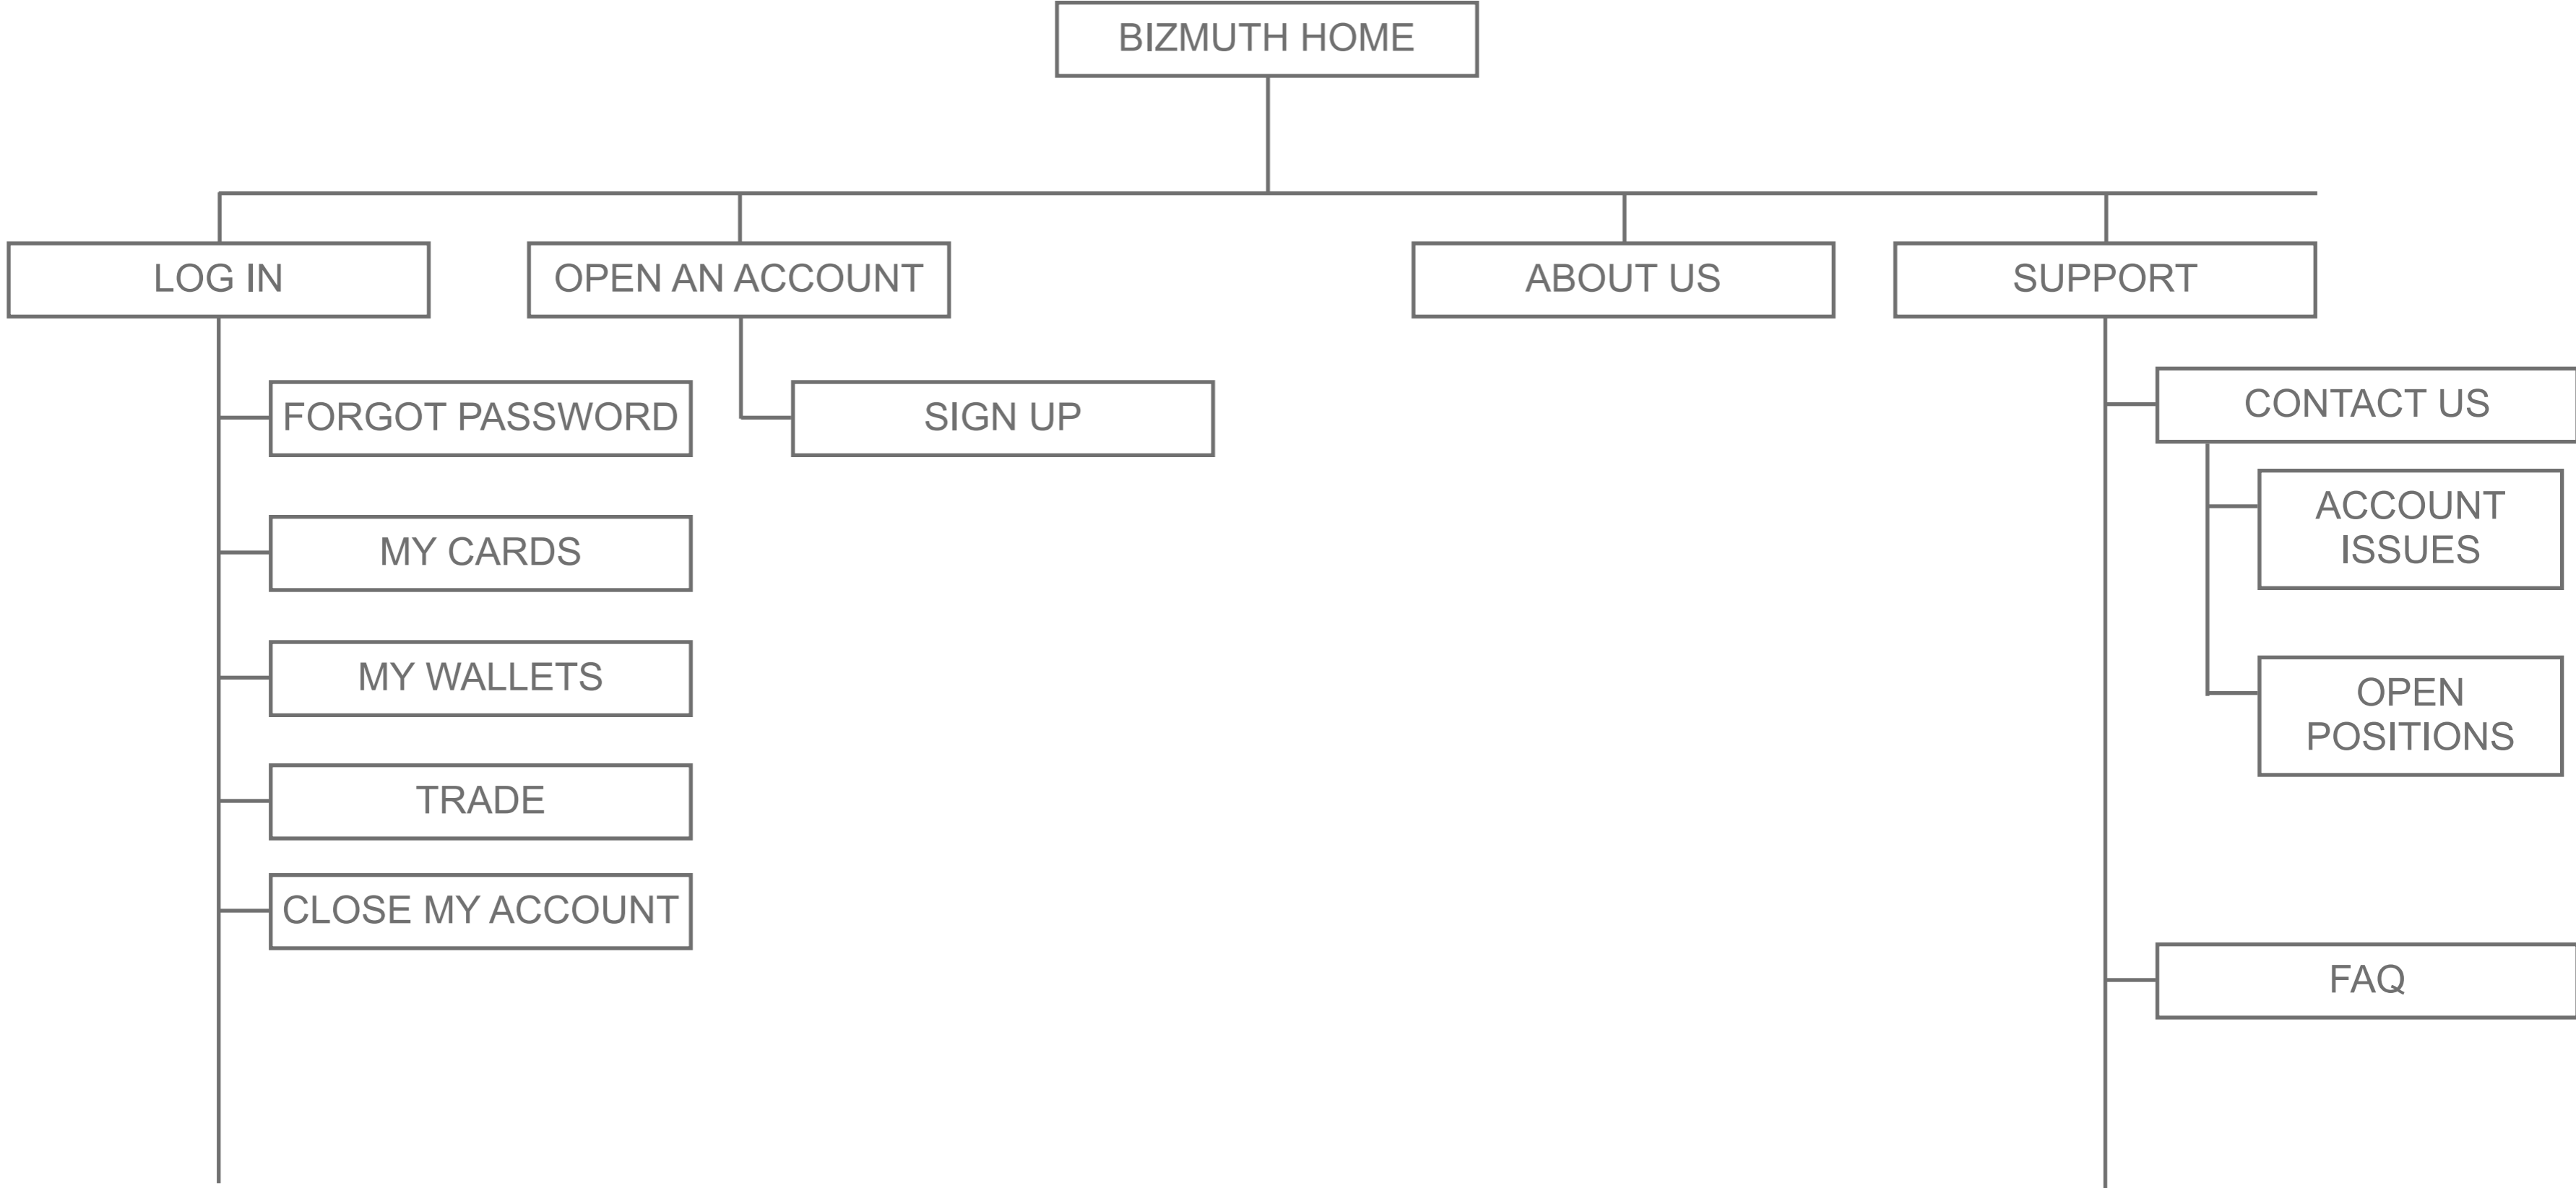 BIZMUTH HOME
LOG IN
OPEN AN ACCOUNT
ABOUT US
SUPPORT
FORGOT PASSWORD
MY CARDS
MY WALLETS
TRADE
CLOSE MY ACCOUNT
SIGN UP
CONTACT US
ACCOUNT
ISSUES
OPEN
POSITIONS
FAQ